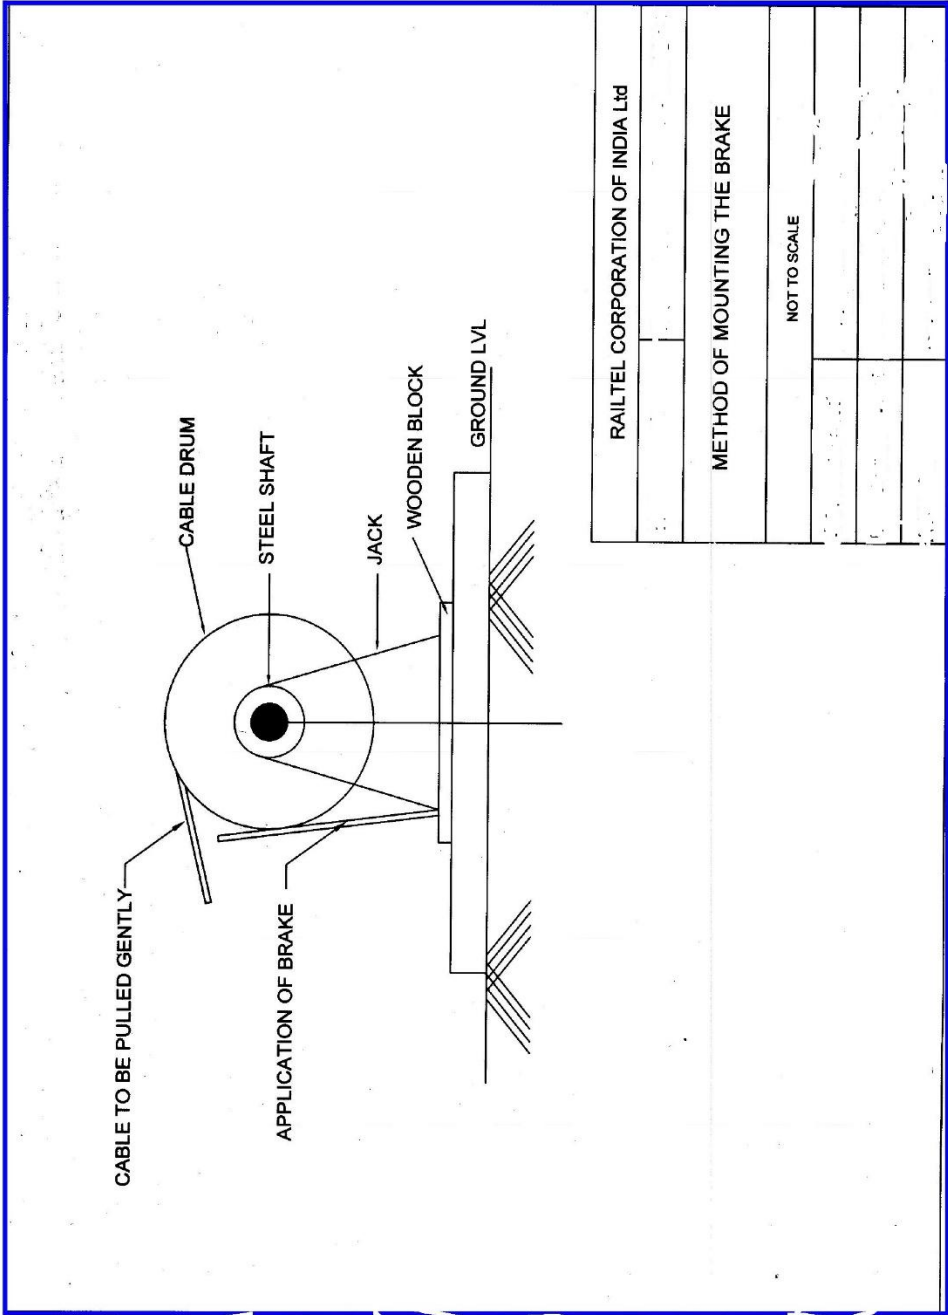 CABLE TO BE PULLED GENTLY
CABLE DRUM
STEEL SHAFT
APPLICATION OF BRAKE
JACK
WOODEN BLOCK
GROUND LVL
RAILTEL CORPORATION OF INDIA Ltd
METHOD OF MOUNTING THE BRAKE
NOT TO SCALE